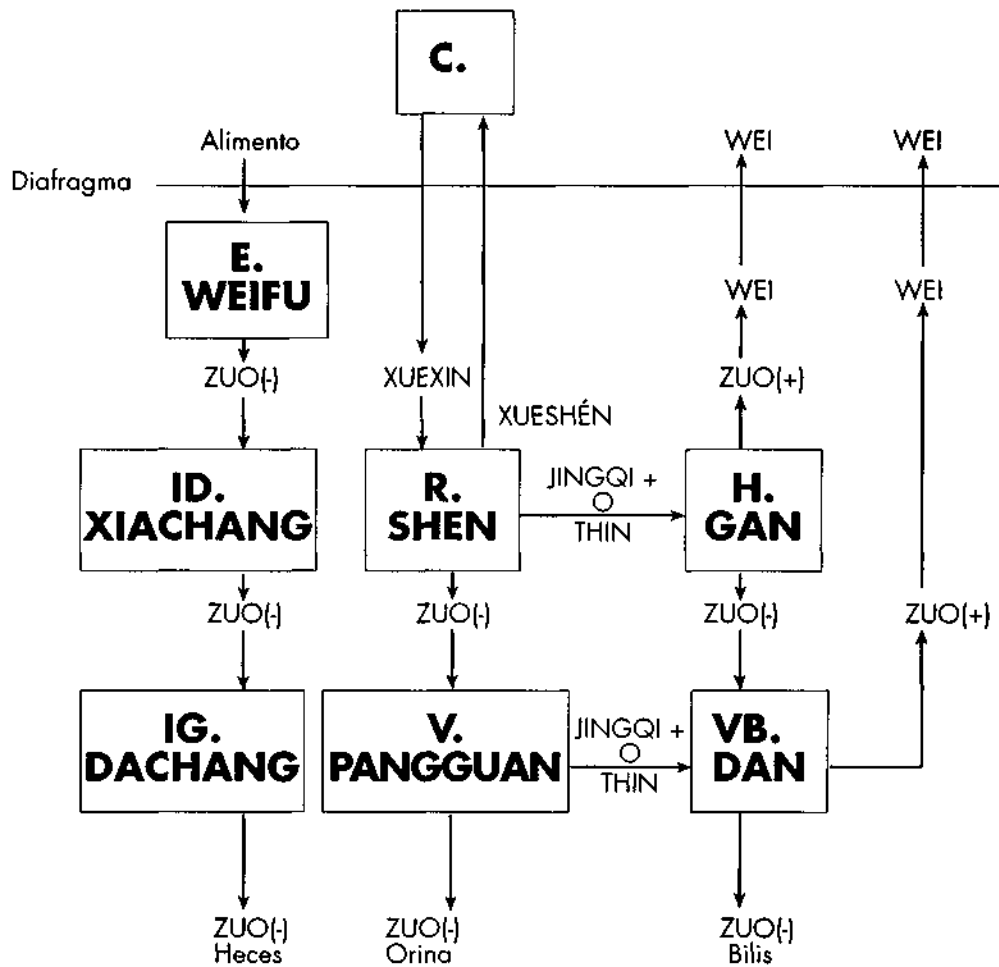 C.
Alimento
WEI
WEI
Diafragma
E.
WEIFU
WEI
WEI
ZUO(-)
XUEXIN
ZUO(+)
XUESHÉN
ID.
XIACHANG
R.
SHEN
JINGQI +
O
THIN
H.
GAN
ZUO(-)
ZUO(-)
ZUO(-)
ZUO(+)
IG.
DACHANG
V.
PANGGUAN
JINGQI +
O
THIN
VB.
DAN
ZUO(-)
Heces
ZUO(-)
Orina
ZUO(-)
Bilis